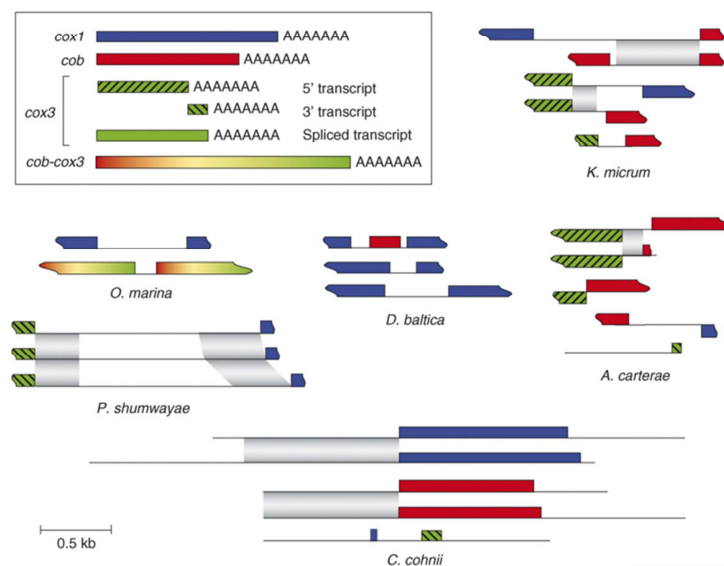 cox1 AAAAAAA
cob AAAAAAA
AAAAAAA 5' transcript
cox3 AAAAAAA 3' transcript
AAAAAAA Spliced transcript
cob-cox3 AAAAAAA
K. micrum
O. marina
D. baltica
A. carterae
P. shumwayae
0.5 kb
C. cohnii